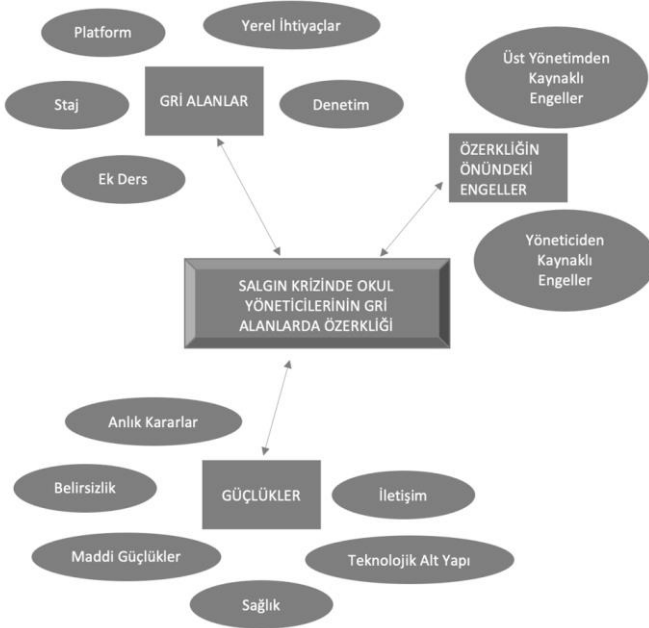 Platform
Yerel İhtiyaçlar
GRİ ALANLAR
Staj
Denetim
Ek Ders
Üst Yönetimden
Kaynaklı
Engeller
ÖZERKLİĞİN
ÖNÜNDEKİ
ENGELLER
Yöneticiden
Kaynaklı
Engeller
SALGIN KRİZİNDE OKUL
YÖNETİCİLERİNİN GRİ
ALANLARDA ÖZERKLİĞİ
Anlık Kararlar
Belirsizlik
GÜÇLÜKLER
İletişim
Maddi Güçlükler
Teknolojik Alt Yapı
Sağlık